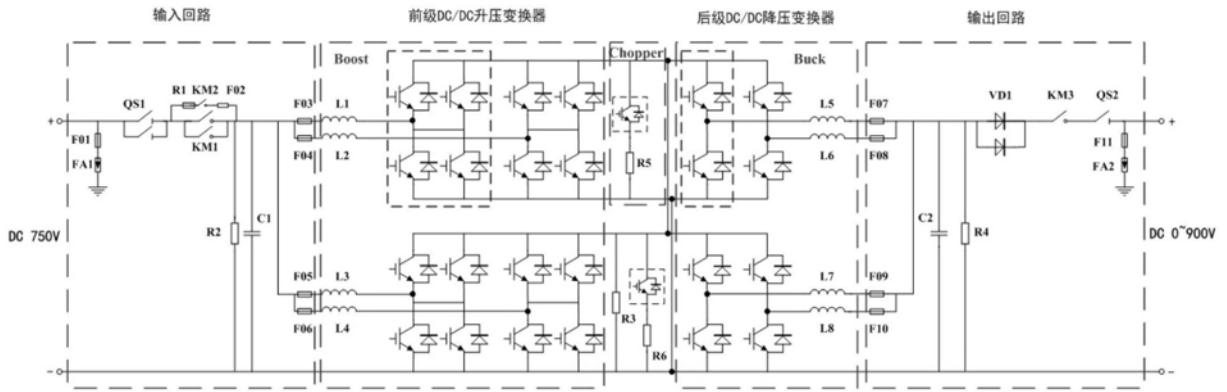 输入回路
前级DC/DC升压变换器
后级DC/DC降压变换器
输出回路
Boost
Chopper
Buck
QS1
R1 KM2 F02
KM1
F01
FA1
F03
L1
F04
L2
R5
L5
F07
L6
F08
VD1
KM3
QS2
F11
FA2
+
+
DC 750V
R2
C1
F05
L3
F06
L4
R3
R6
L7
F09
L8
F10
C2
R4
DC 0~900V
-
-